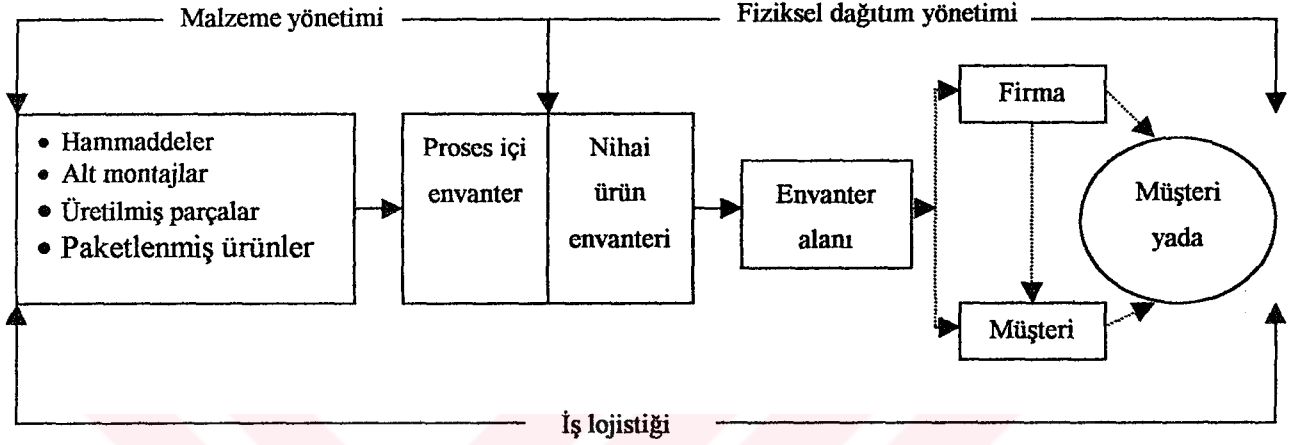 Malzeme yönetimi
Fiziksel dağıtım yönetimi
• Hammaddeler
• Alt montajlar
• Üretilmiş parçalar
• Paketlenmiş ürünler
Proses içi
envanter
Nihai
ürün
envanteri
Envanter
alanı
Firma
Müşteri
Müşteri
yada
İş lojistiği